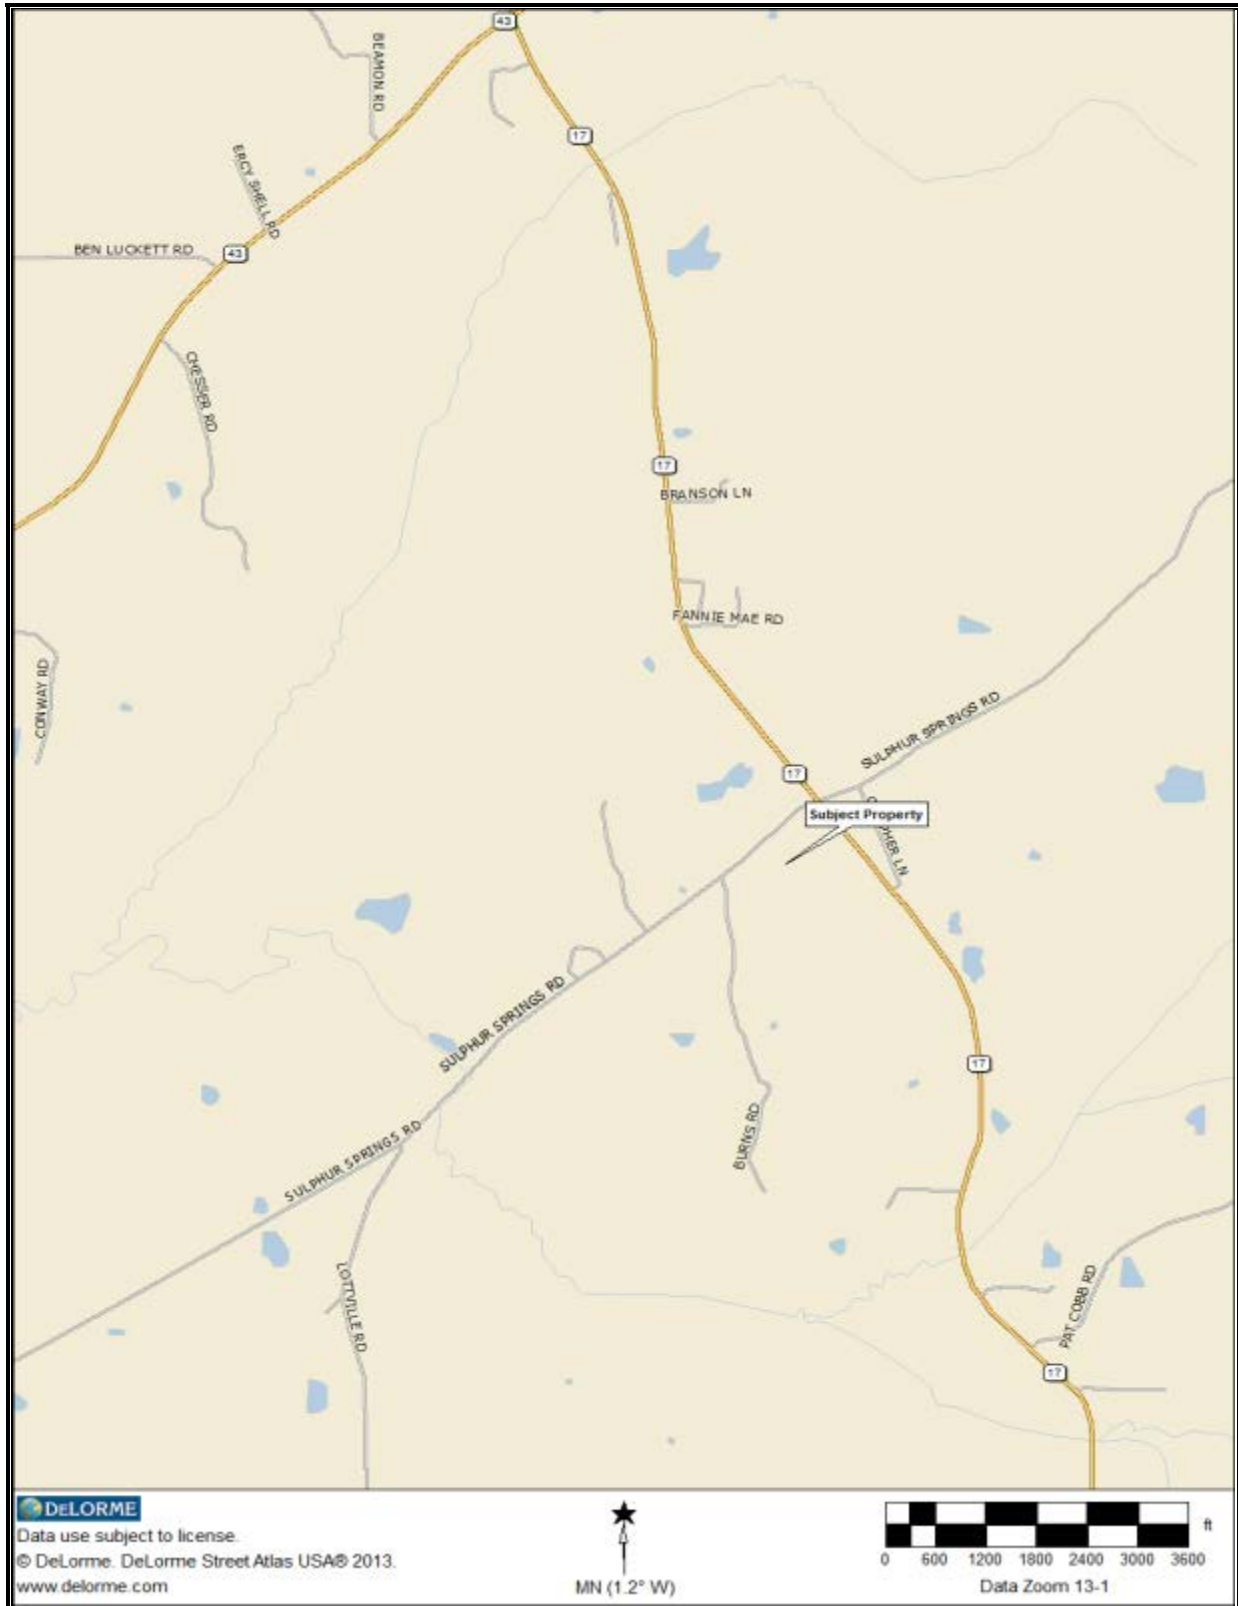 43
BEAMON RD
17
ERCY SHELL RD
BEN LUCKETT RD
43
CHESSER RD
17
BRANSON LN
FANNIE MAE RD
CONWAY RD
SULPHUR SPRINGS RD
17
Subject Property
LN
SULPHUR SPRINGS RD
17
BURNS RD
SULPHUR SPRINGS RD
LOTTVILLE RD
PAT COBB RD
17
DELORME
Data use subject to license.
© DeLorme. DeLorme Street Atlas USA® 2013.
www.delorme.com
MN (1.2° W)
ft
0 600 1200 1800 2400 3000 3600
Data Zoom 13-1